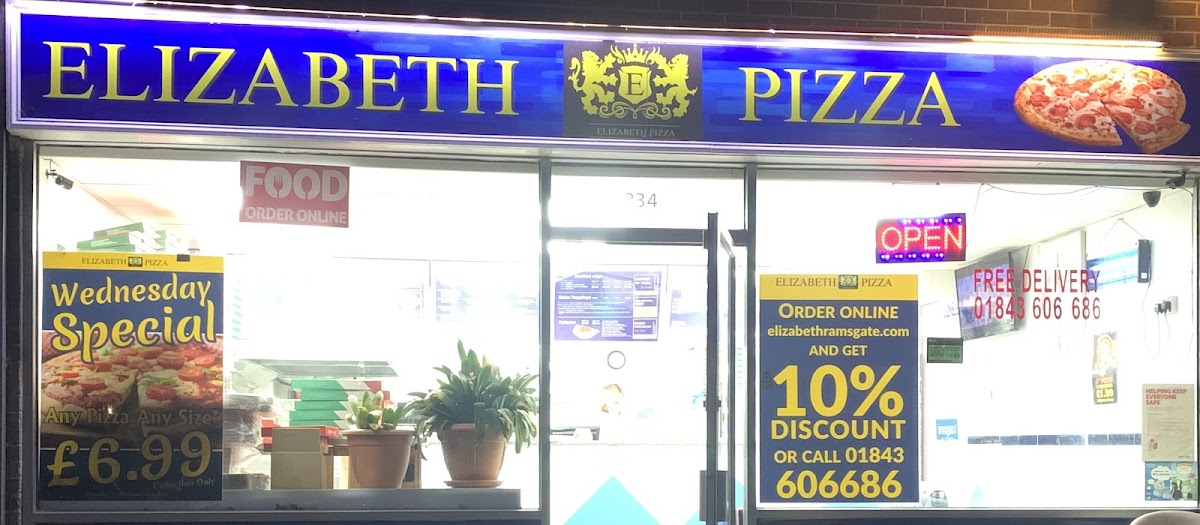 ELIZABETH
E
ELIZABETH PIZZA
PIZZA
FOOD
ORDER ONLINE
334
OPEN
FREE DELIVERY
01843 606 686
ELIZABETH PIZZA
Wednesday
Special
Any Pizza Any Size
£6.99
Collection Only
ELIZABETH PIZZA
ORDER ONLINE
elizabethramsgate.com
AND GET
10%
DISCOUNT
OR CALL 01843
606686
HELPING KEEP
EVERYONE
SAFE